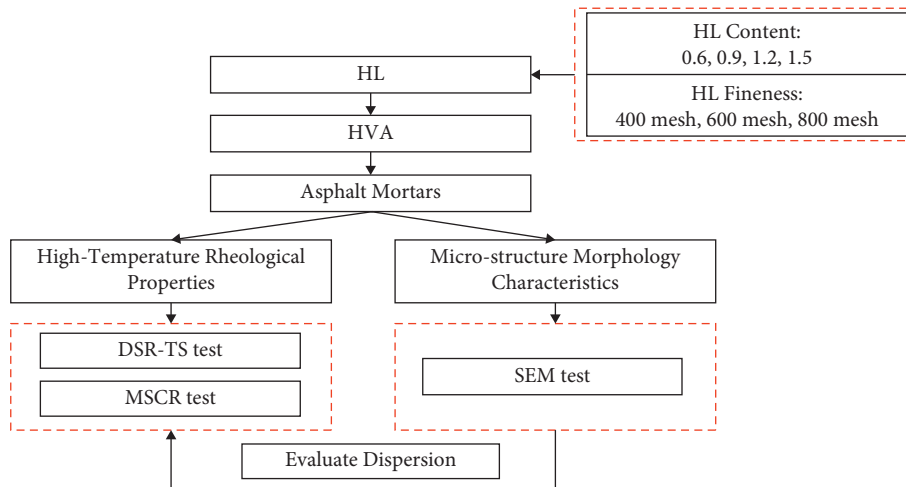 HL Content:
0.6, 0.9, 1.2, 1.5
HL
HL Fineness:
400 mesh, 600 mesh, 800 mesh
HVA
Asphalt Mortars
High-Temperature Rheological
Properties
Micro-structure Morphology
Characteristics
DSR-TS test
MSCR test
SEM test
Evaluate Dispersion